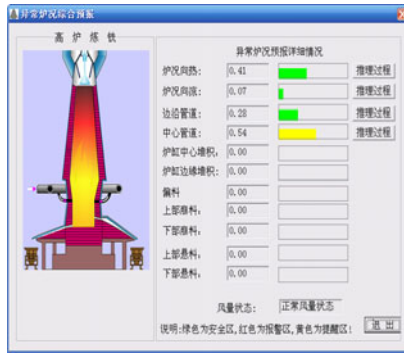 异常炉况综合预报
高 炉 炼 铁
异常炉况预报详细情况
炉况向热: 0.41 推理过程
炉况向凉: 0.07 推理过程
边沿管道: 0.28 推理过程
中心管道: 0.54 推理过程
炉缸中心堆积: 0.00
炉缸边缘堆积: 0.00
偏料 0.00
上部崩料: 0.00
下部崩料: 0.00
上部悬料: 0.00
下部悬料: 0.00
风量状态: 正常风量状态
说明:绿色为安全区,红色为报警区,黄色为提醒区! 退 出